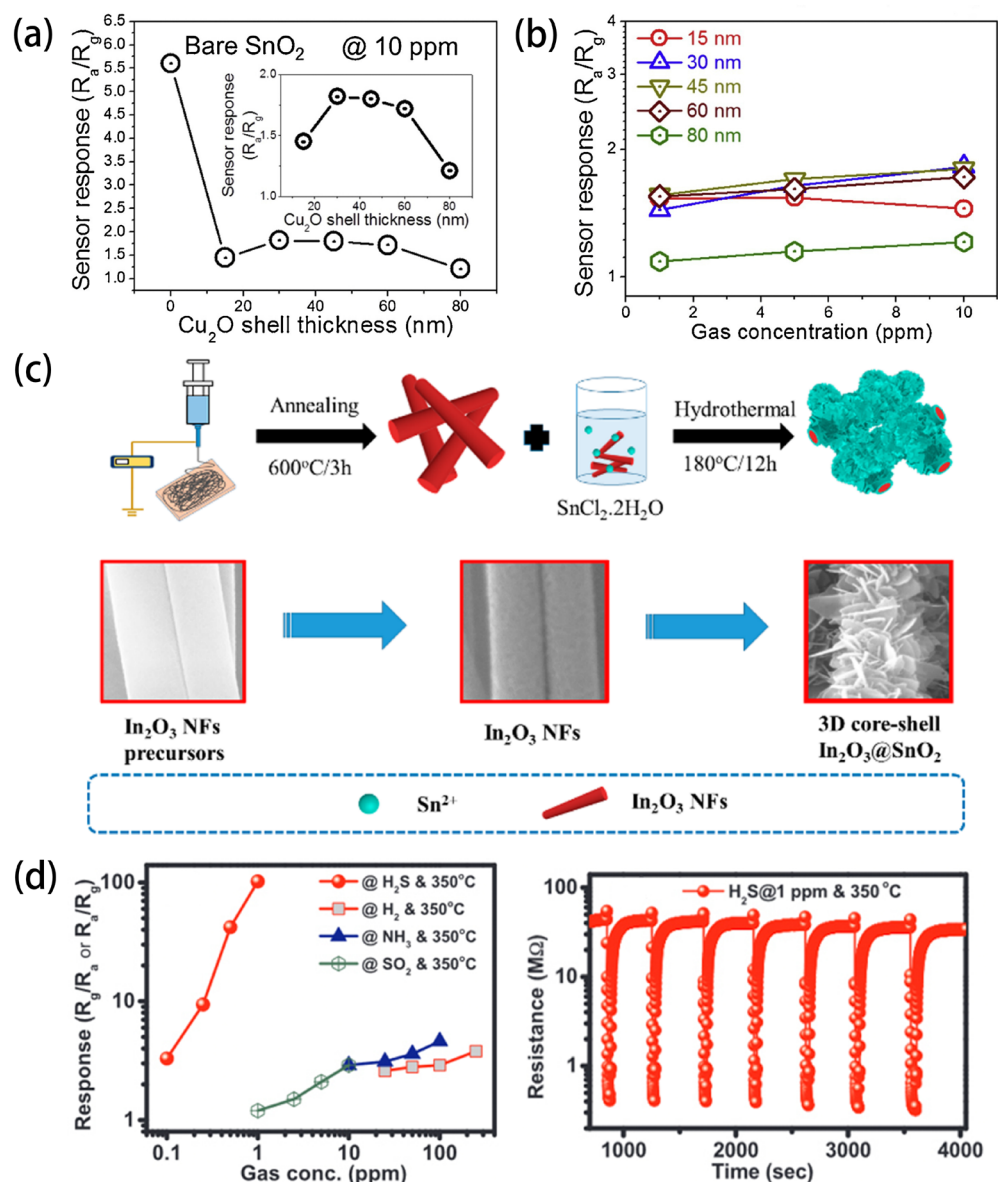 (a)
Bare SnO₂ @ 10 ppm
Sensor response (Rₐ/R_g)
6.5
6.0
5.5
5.0
4.5
4.0
3.5
3.0
2.5
2.0
1.5
1.0
0 20 40 60 80
Cu₂O shell thickness (nm)
Sensor response
(Rₐ/R_g)
2.0
1.5
1.0
20 40 60 80
Cu₂O shell thickness (nm)
(b)
Sensor response (Rₐ/R_g)
4
3
2
1
15 nm
30 nm
45 nm
60 nm
80 nm
0 2 4 6 8 10
Gas concentration (ppm)
(c)
Annealing
600°C/3h
SnCl₂.2H₂O
Hydrothermal
180°C/12h
In₂O₃ NFs
precursors
In₂O₃ NFs
3D core-shell
In₂O₃@SnO₂
Sn²⁺
In₂O₃ NFs
(d)
Response (R_g/Rₐ or Rₐ/R_g)
100
10
1
@ H₂S & 350°C
@ H₂ & 350°C
@ NH₃ & 350°C
@ SO₂ & 350°C
0.1 1 10 100
Gas conc. (ppm)
Resistance (MΩ)
100
10
1
H₂S@1 ppm & 350 °C
1000 2000 3000 4000
Time (sec)